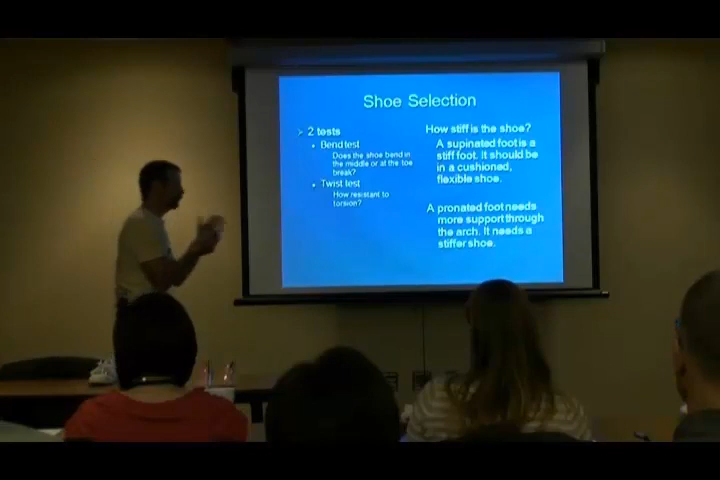 Shoe Selection
2 tests
Bend test
Does the shoe bend in
the middle or at the toe
break?
Twist test
How resistant to
torsion?
How stiff is the shoe?
A supinated foot is a
stiff foot. It should be
in a cushioned,
flexible shoe.
A pronated foot needs
more support through
the arch. It needs a
stiffer shoe.